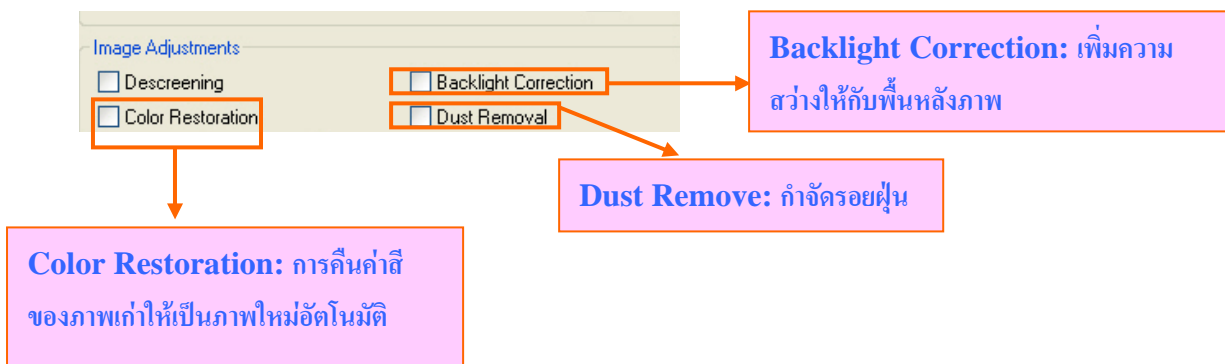 Image Adjustments
Descreening
Backlight Correction
Color Restoration
Dust Removal
Backlight Correction: เพิ่มความ
สว่างให้กับพื้นหลังภาพ
Dust Remove: กำจัดรอยฝุ่น
Color Restoration: การคืนค่าสี
ของภาพเก่าให้เป็นภาพใหม่อัตโนมัติ